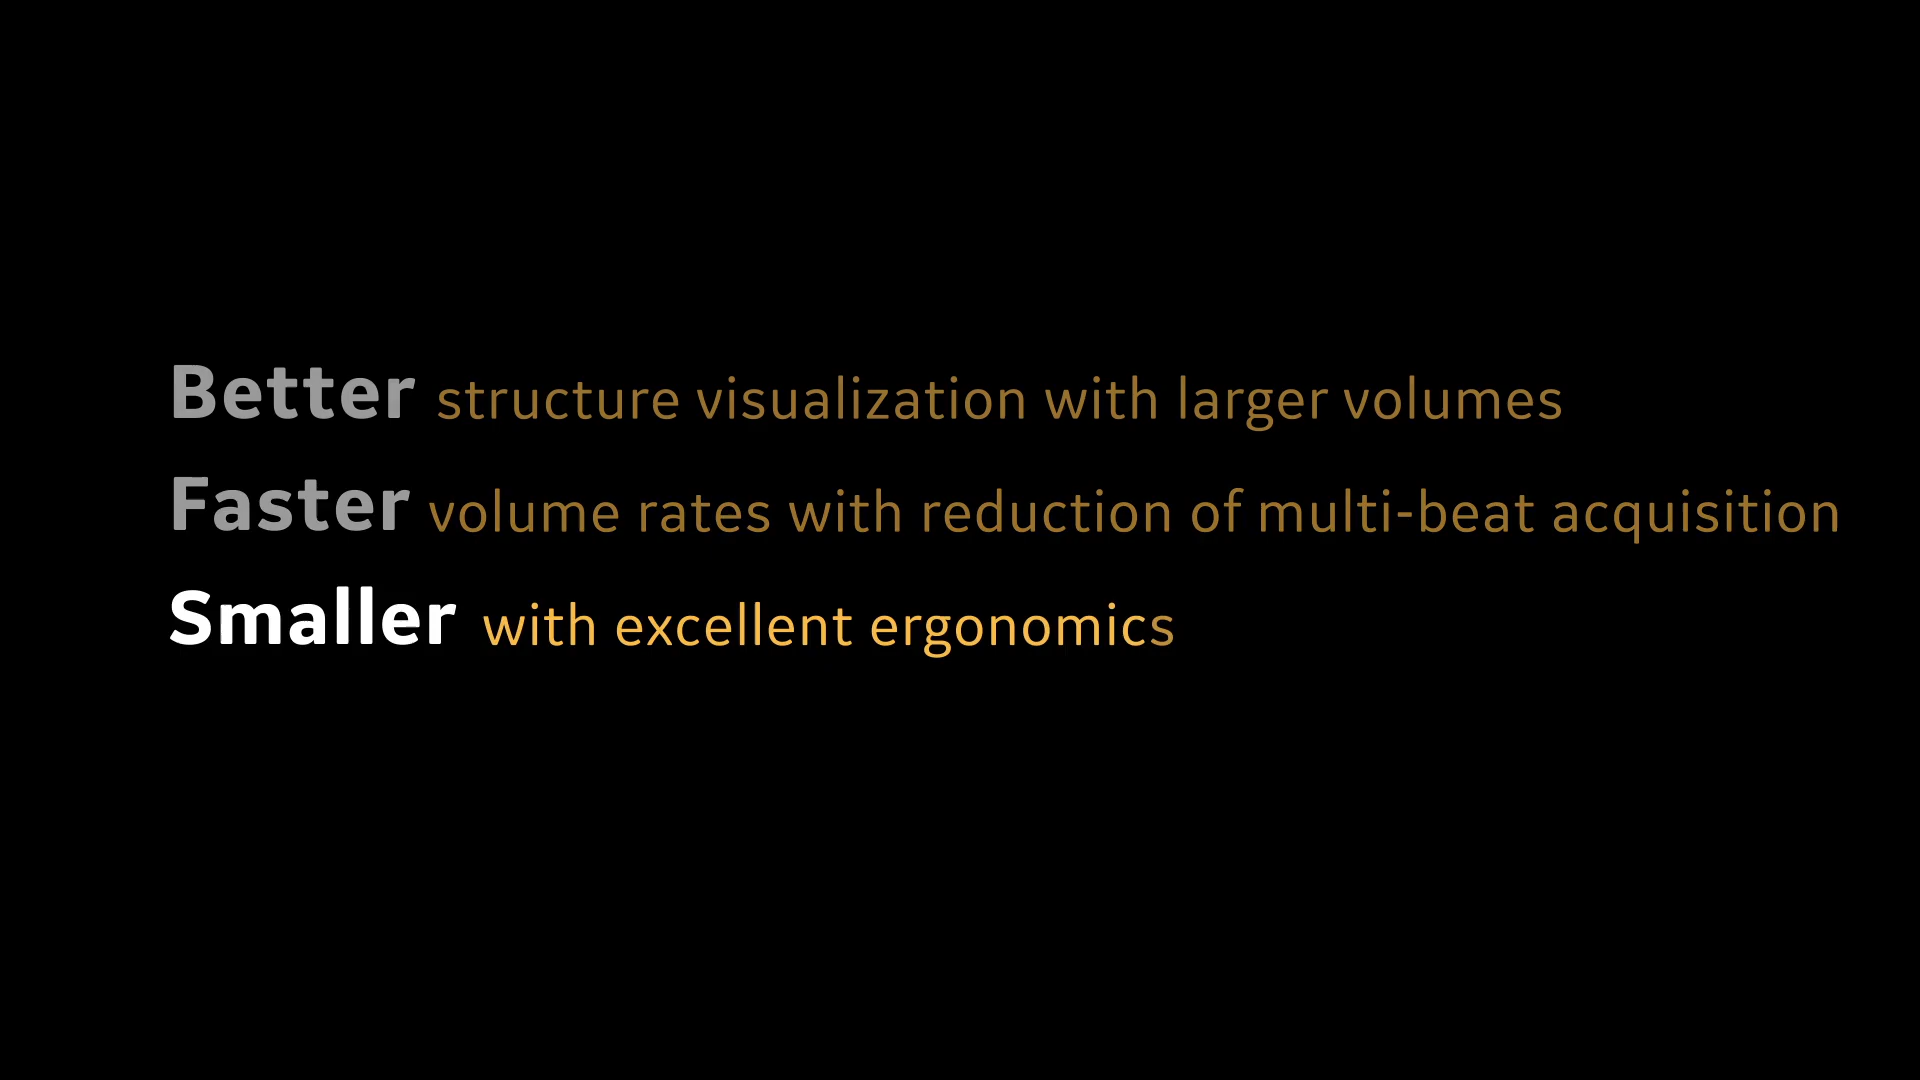 Better structure visualization with larger volumes
Faster volume rates with reduction of multi-beat acquisition
Smaller with excellent ergonomics